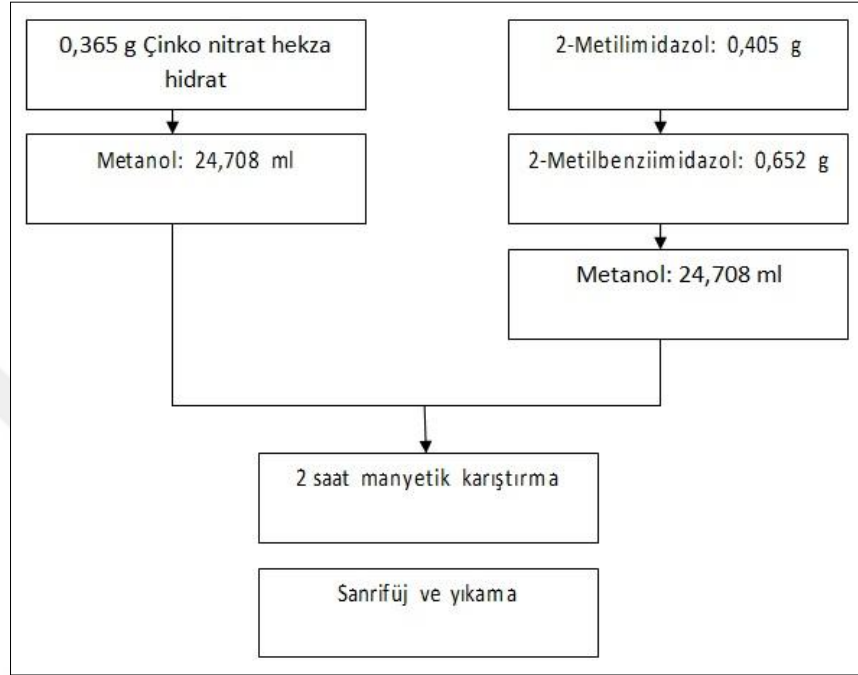 0,365 g Çinko nitrat hekza
hidrat
Metanol: 24,708 ml
2-Metilimidazol: 0,405 g
2-Metilbenziimidazol: 0,652 g
Metanol: 24,708 ml
2 saat manyetik karıştırma
Sanrifüj ve yıkama